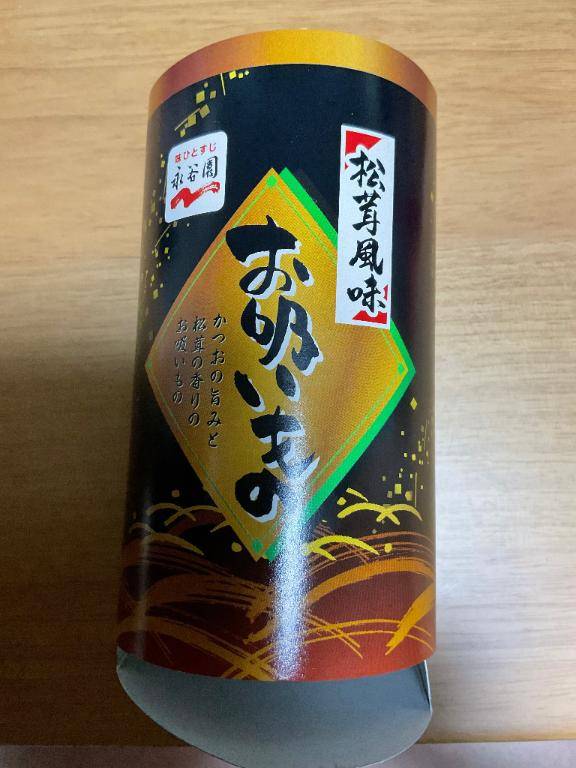 松茸風味
味ひとすじ
永谷園
お吸いもの
かつおの旨みと
松茸の香りの
お吸いもの